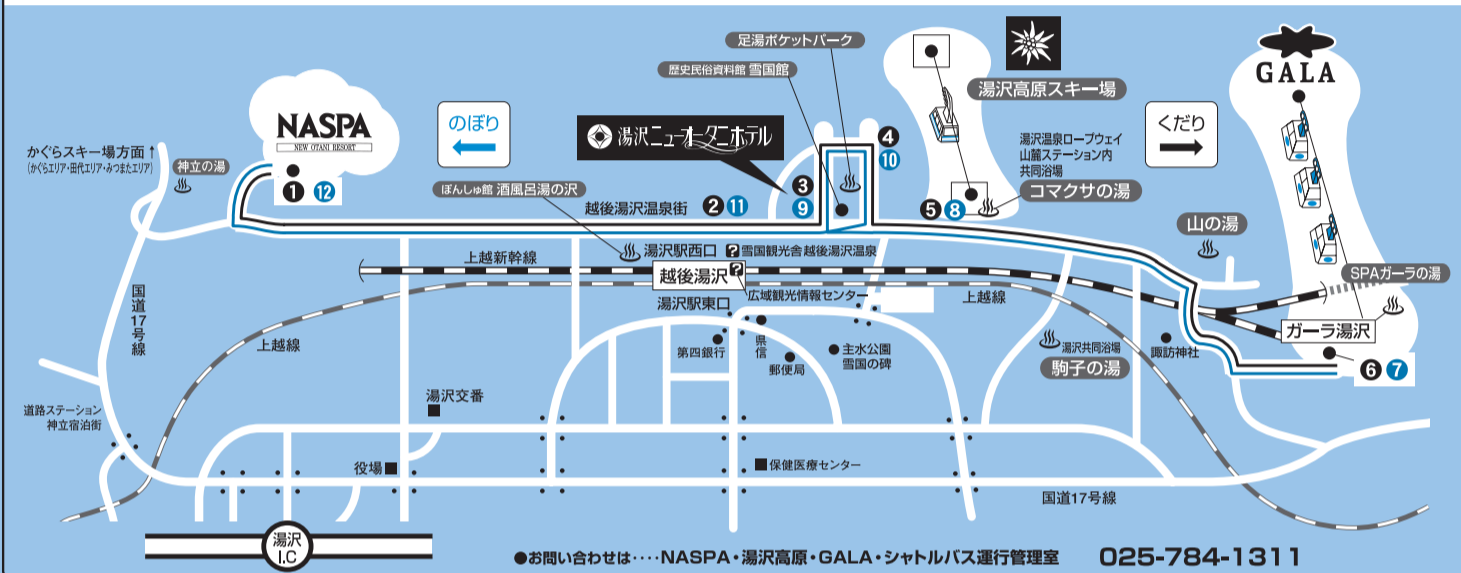 足湯ポケットパーク
歴史民俗資料館 雪国館
湯沢高原スキー場
GALA
NASPA
NEW OTANI RESORT
のぼり
湯沢ニューオータニホテル
くだり
かぐらスキー場方面↑
(かぐらエリア・田代エリア・みつまたエリア)
神立の湯
湯沢温泉ロープウェイ
山麓ステーション内
共同浴場
コマクサの湯
ぽんしゅ館 酒風呂湯の沢
越後湯沢温泉街
1 12
2 11
3
9
4
10
5 8
山の湯
湯沢駅西口
? 雪国観光舎 越後湯沢温泉
上越新幹線
越後湯沢
?
広域観光情報センター
湯沢駅東口
上越線
SPAガーラの湯
ガーラ湯沢
6 7
国道17号線
上越線
第四銀行
県信
郵便局
主水公園
雪国の碑
湯沢共同浴場
駒子の湯
諏訪神社
道路ステーション
神立宿泊街
湯沢交番
役場
保健医療センター
国道17号線
湯沢
I.C
●お問い合わせは‥‥NASPA・湯沢高原・GALA・シャトルバス運行管理室 025-784-1311